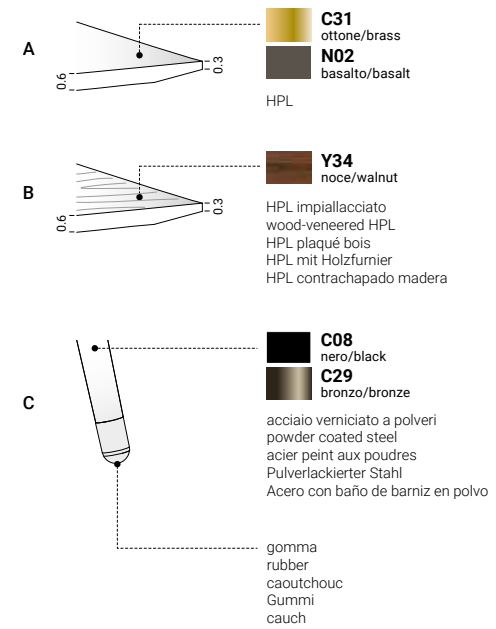 A
C31
ottone/brass
N02
basalto/basalt
0.6
0.3
HPL
B
Y34
noce/walnut
0.6
0.3
HPL impiallacciato
wood-veneered HPL
HPL plaqué bois
HPL mit Holzfurnier
HPL contrachapado madera
C
C08
nero/black
C29
bronzo/bronze
acciaio verniciato a polveri
powder coated steel
acier peint aux poudres
Pulverlackierter Stahl
Acero con baño de barniz en polvo
gomma
rubber
caoutchouc
Gummi
cauch